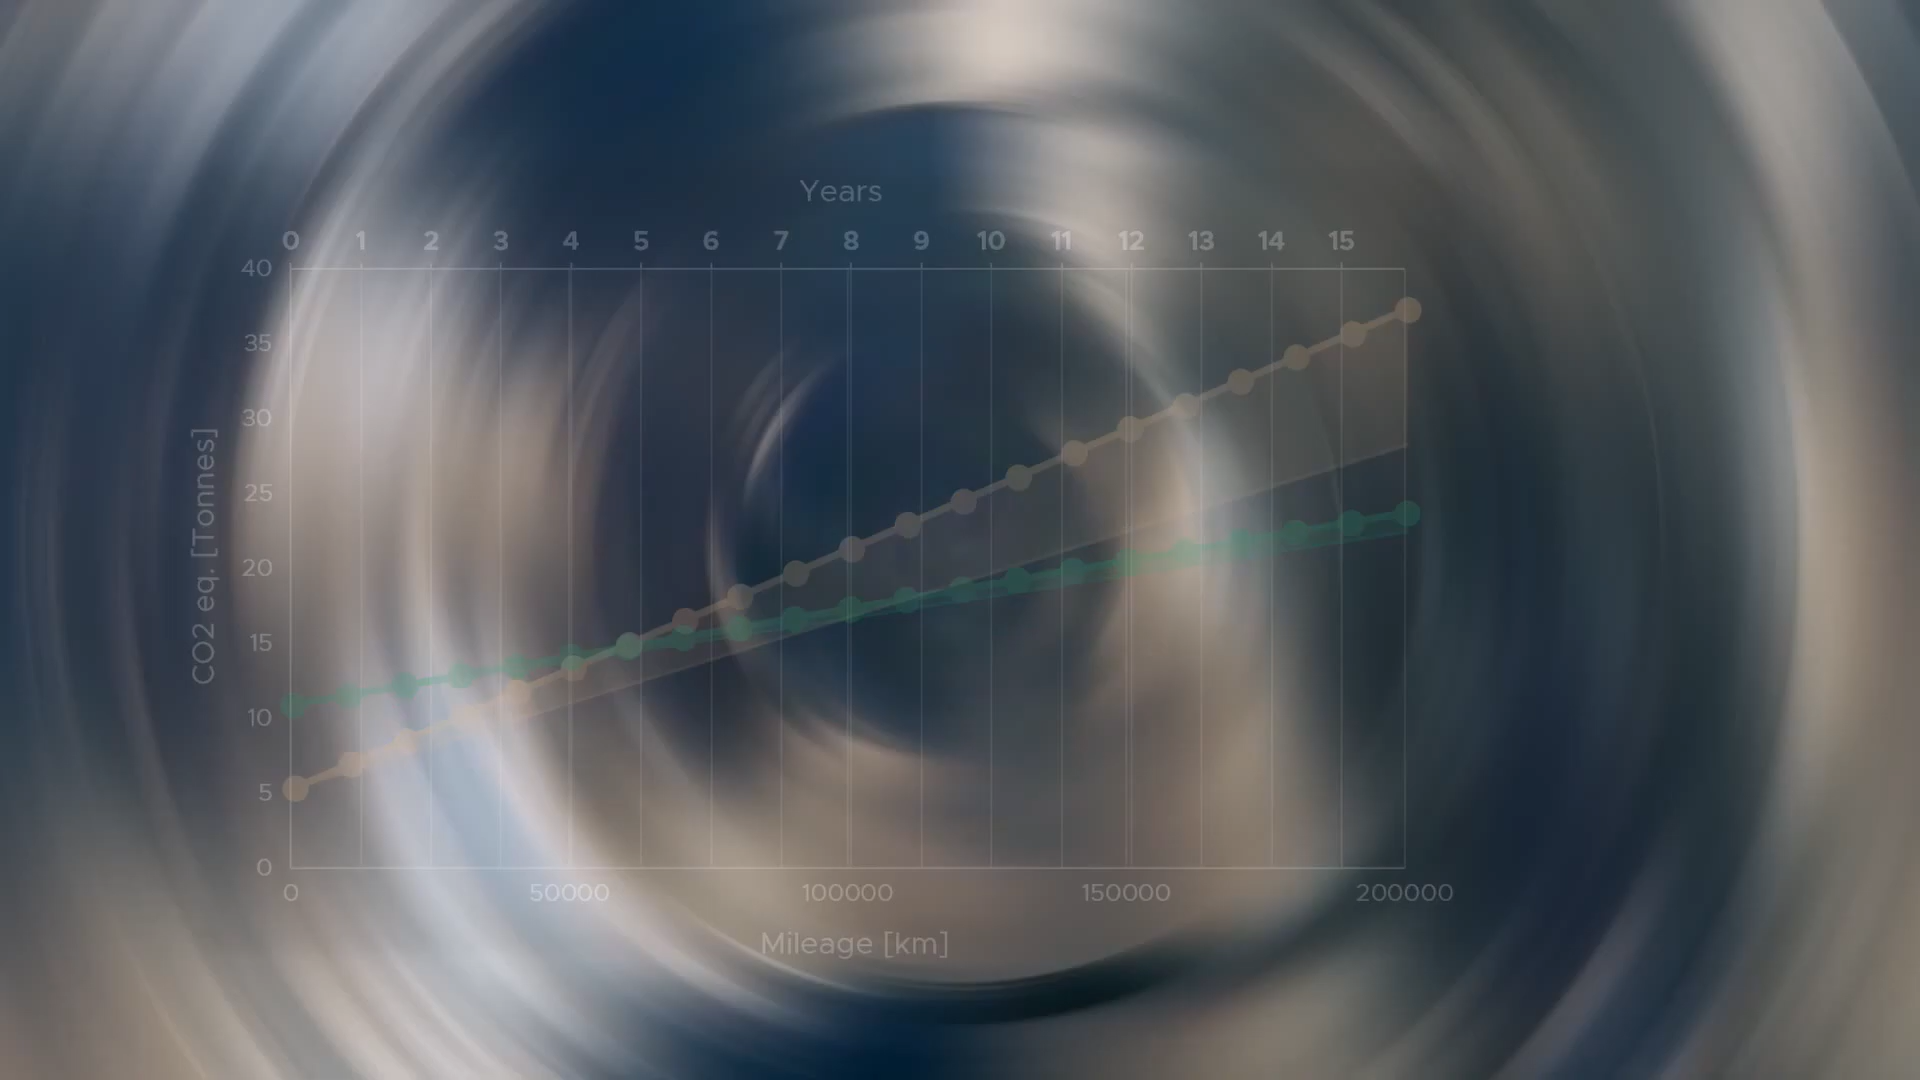 Years
0 1 2 3 4 5 6 7 8 9 10 11 12 13 14 15
40
35
30
25
20
15
10
5
0
CO2 eq. [Tonnes]
0 50000 100000 150000 200000
Mileage [km]